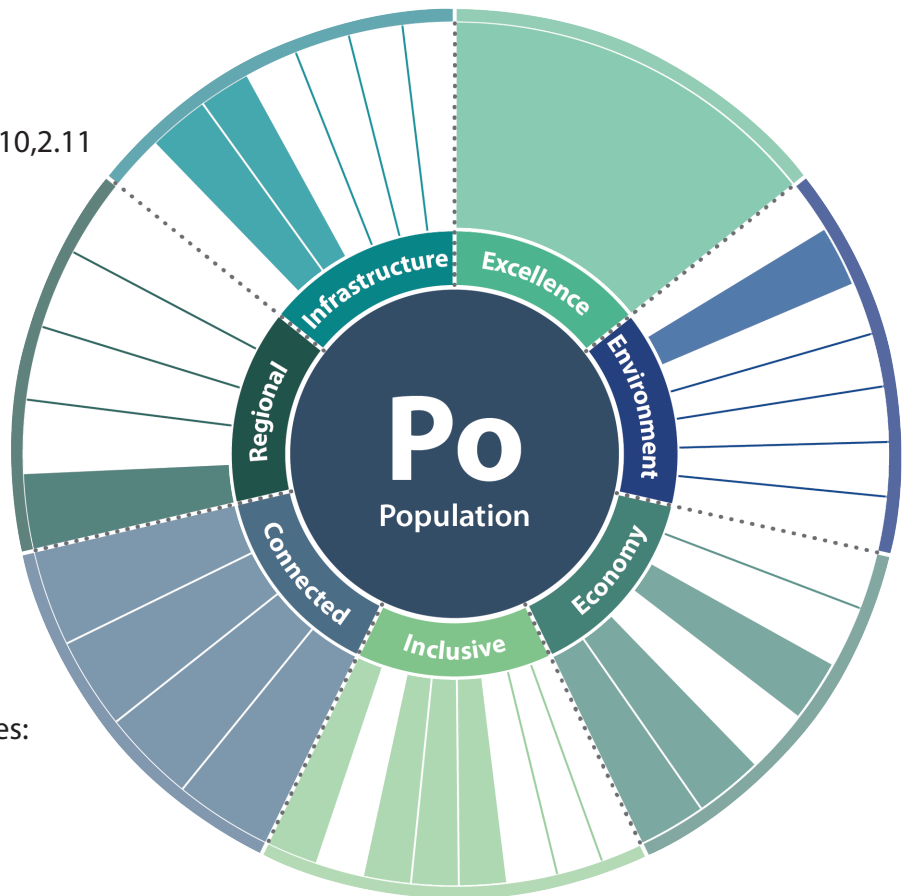 10,2.11
Infrastructure
Excellence
Environment
Regional
Po
Population
Economy
Connected
Inclusive
es: